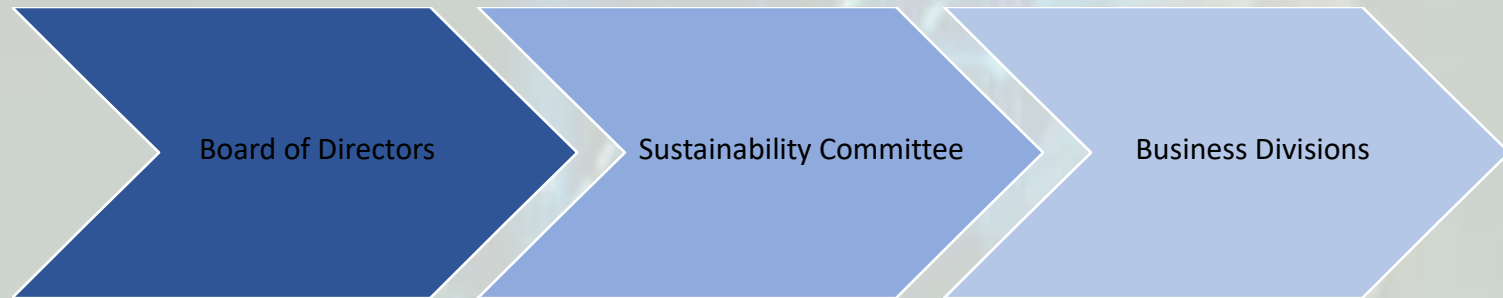 Board of Directors
Sustainability Committee
Business Divisions